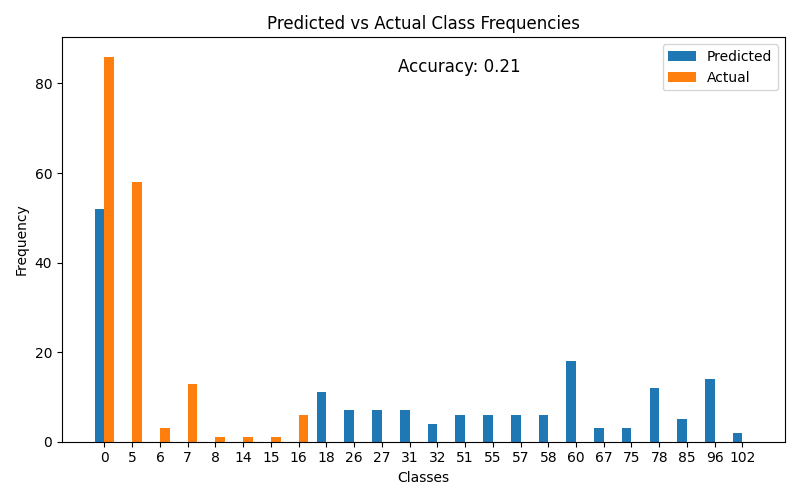 Predicted vs Actual Class Frequencies
Accuracy: 0.21
Predicted
Actual
80
60
40
20
0
Frequency
0 5 6 7 8 14 15 16 18 26 27 31 32 51 55 57 58 60 67 75 78 85 96 102
Classes